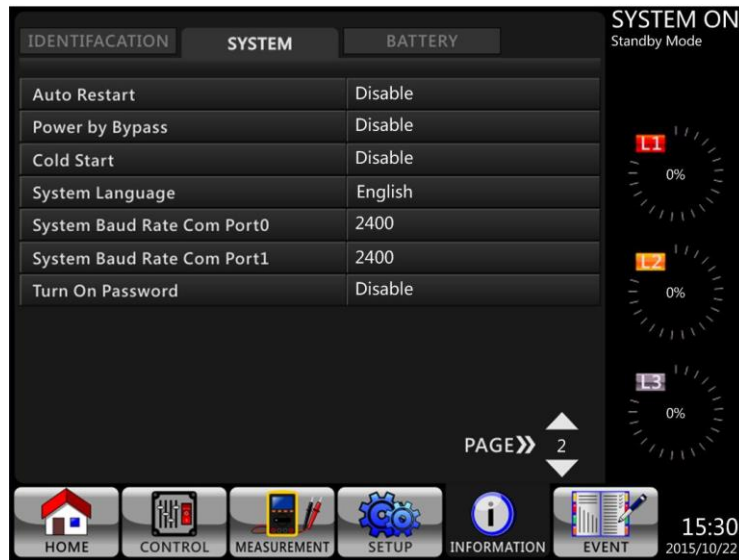 IDENTIFACATION SYSTEM BATTERY
SYSTEM ON
Standby Mode
Auto Restart Disable
Power by Bypass Disable
Cold Start Disable
System Language English
System Baud Rate Com Port0 2400
System Baud Rate Com Port1 2400
Turn On Password Disable
L1
0%
L2
0%
L3
0%
PAGE 2
HOME CONTROL MEASUREMENT SETUP INFORMATION EVENT
15:30
2015/10/22